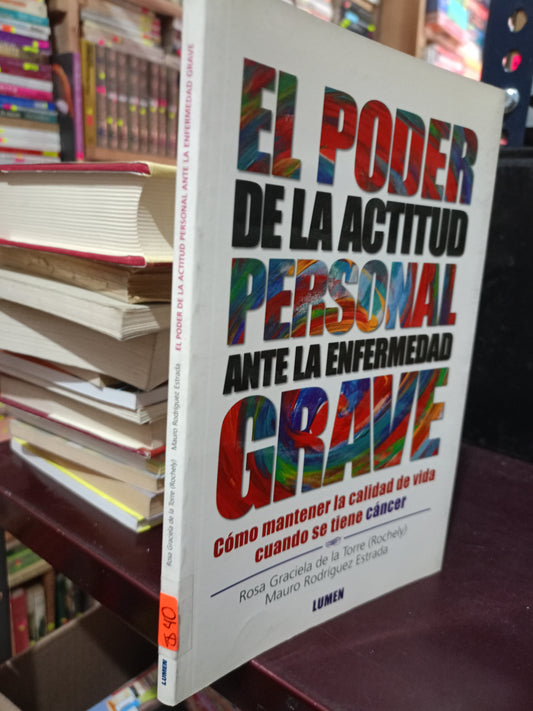 EL PODER
DE LA ACTITUD
PERSONAL
ANTE LA ENFERMEDAD
GRAVE
Cómo mantener la calidad de vida
cuando se tiene cáncer
Rosa Graciela de la Torre (Rochely)
Mauro Rodríguez Estrada
LUMEN
EL PODER DE LA ACTITUD PERSONAL ANTE LA ENFERMEDAD GRAVE
Rosa Graciela de la Torre (Rochely) Mauro Rodríguez Estrada
$ 40
LUMEN